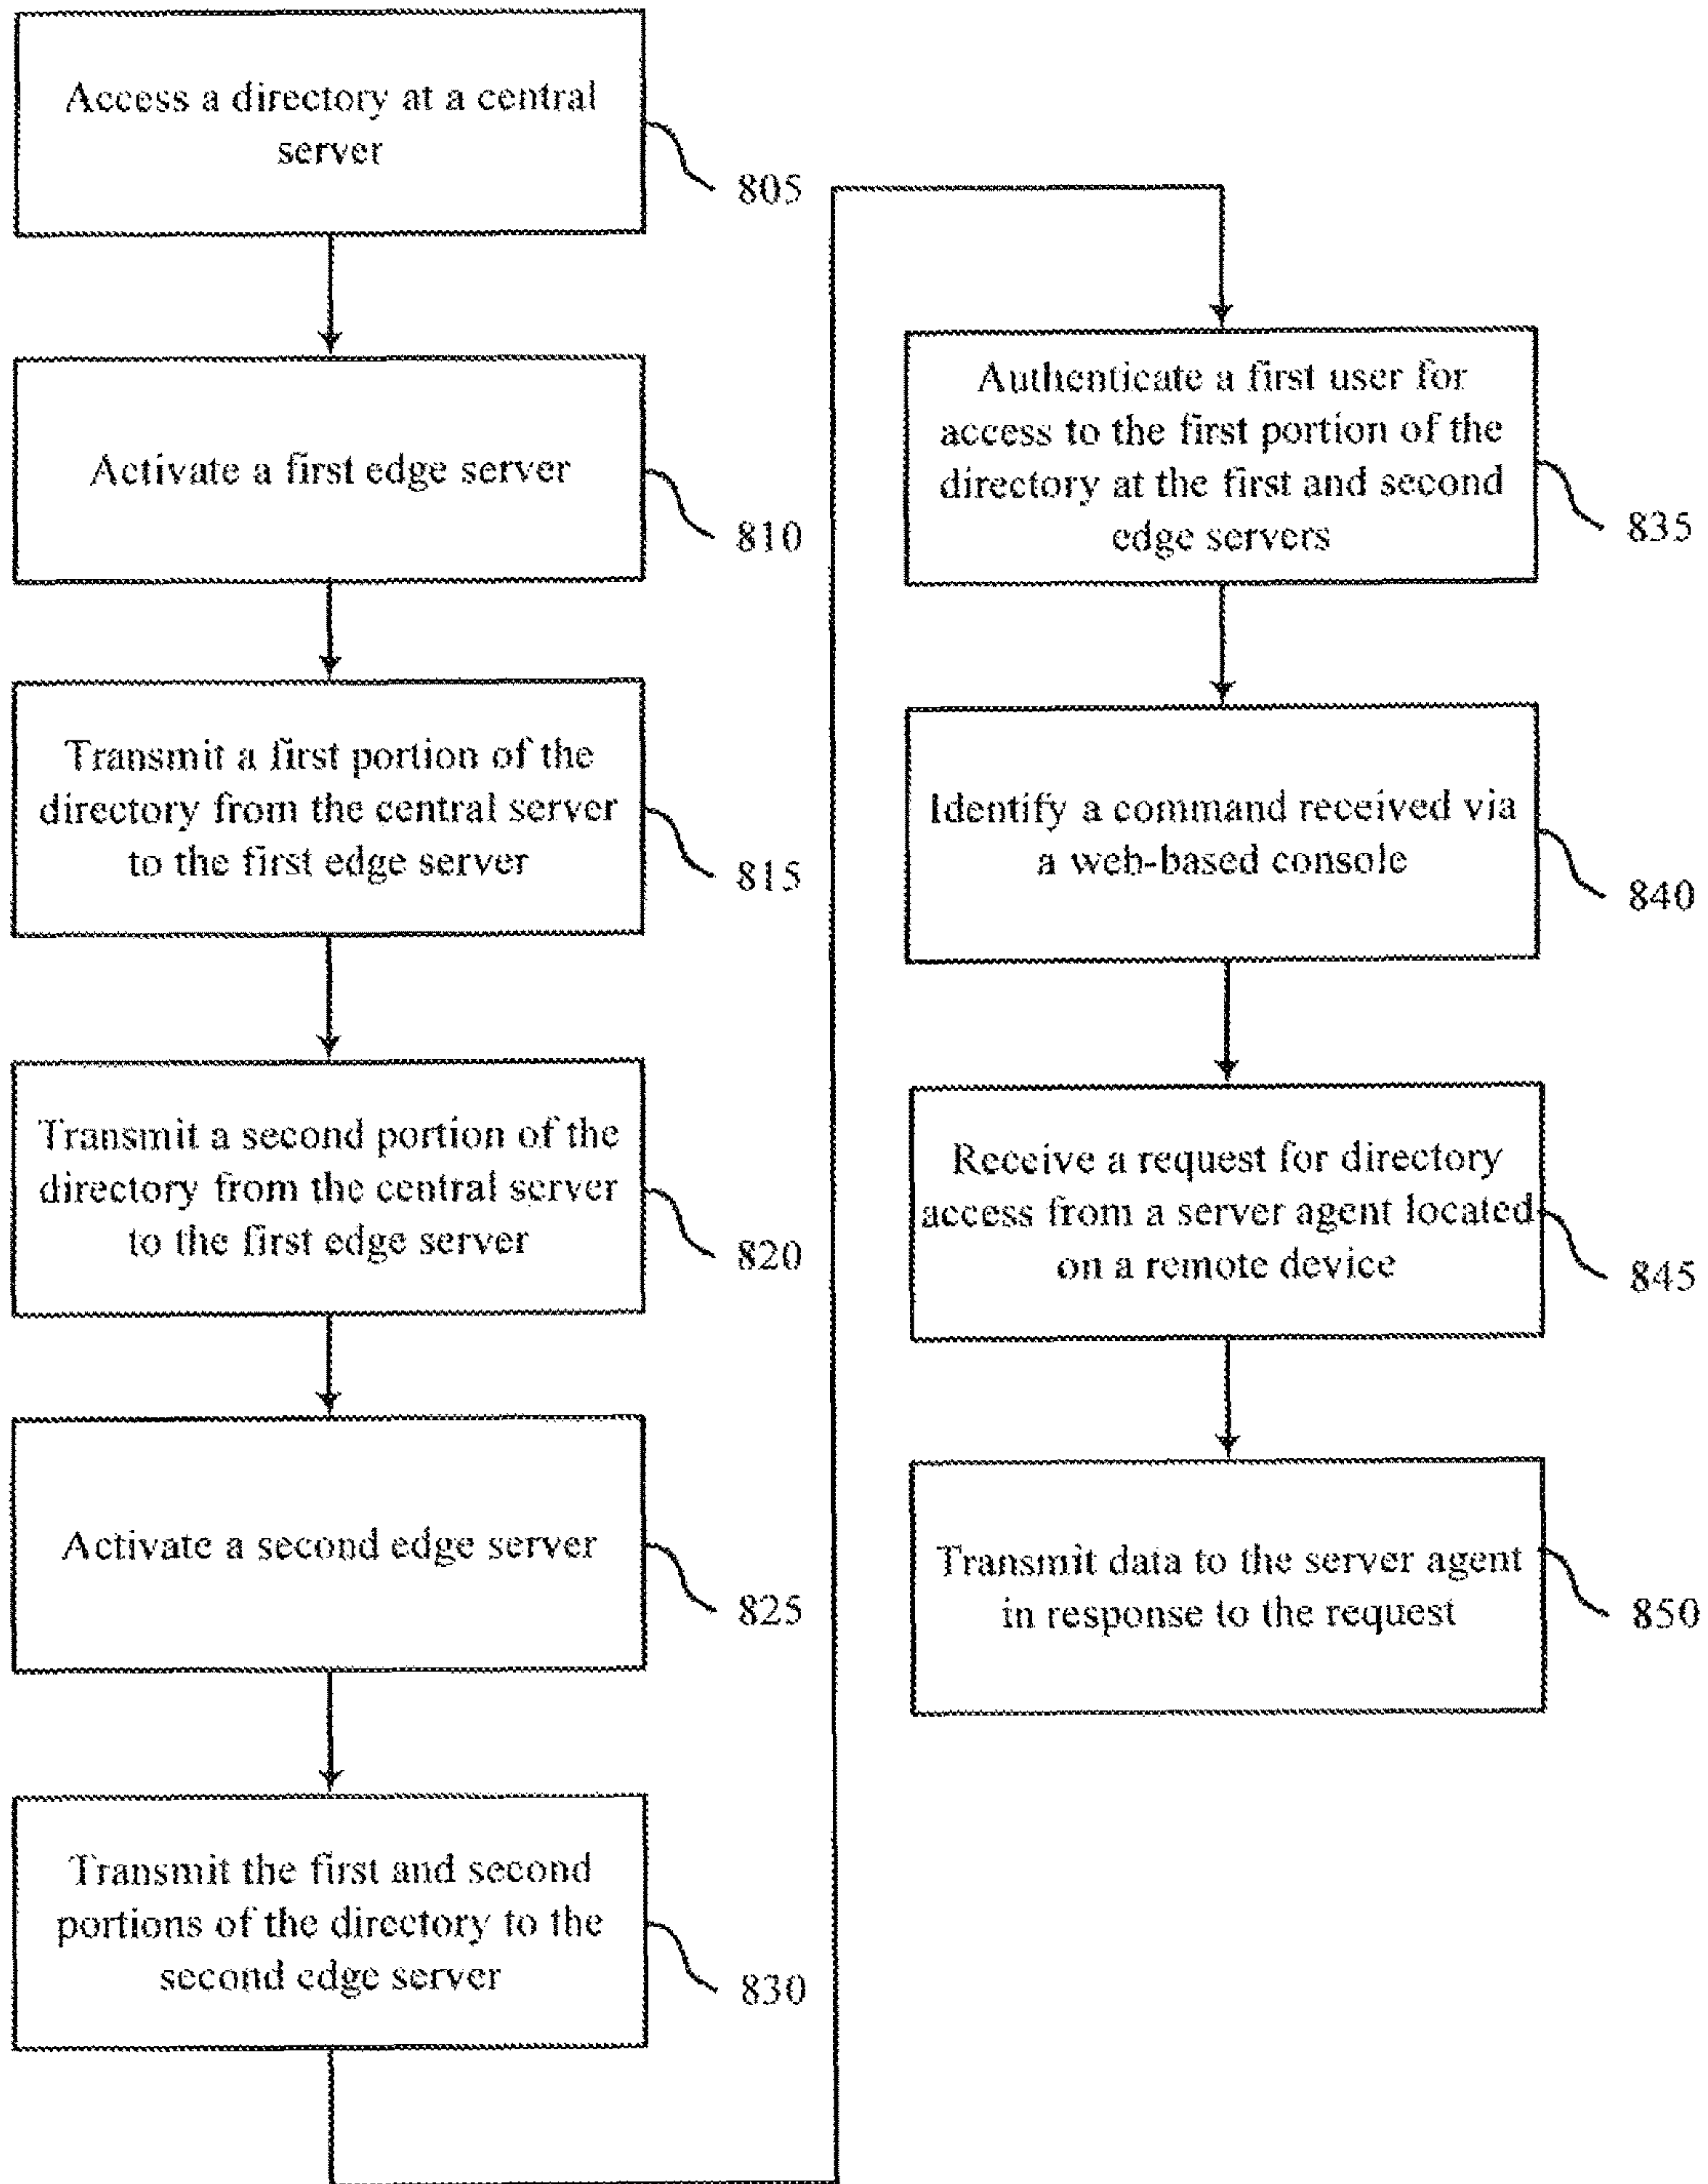 Access a directory at a central
server
805
Activate a first edge server
810
Transmit a first portion of the
directory from the central server
to the first edge server
815
Transmit a second portion of the
directory from the central server
to the first edge server
820
Activate a second edge server
825
Transmit the first and second
portions of the directory to the
second edge server
830
Authenticate a first user for
access to the first portion of the
directory at the first and second
edge servers
835
Identify a command received via
a web-based console
840
Receive a request for directory
access from a server agent located
on a remote device
845
Transmit data to the server agent
in response to the request
850